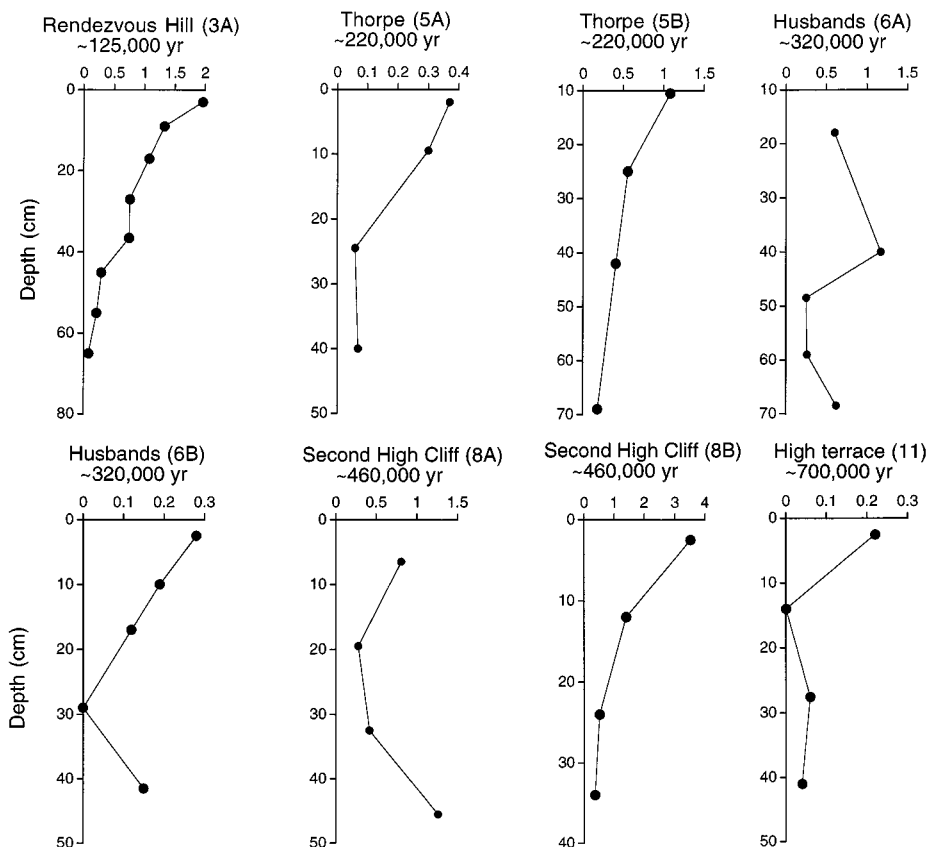 Rendezvous Hill (3A)
~125,000 yr
0 0.5 1 1.5 2
0
20
40
60
80
Depth (cm)
Thorpe (5A)
~220,000 yr
0 0.1 0.2 0.3 0.4
0
10
20
30
40
50
Thorpe (5B)
~220,000 yr
0 0.5 1 1.5
10
20
30
40
50
60
70
Husbands (6A)
~320,000 yr
0 0.5 1 1.5
10
20
30
40
50
60
70
Husbands (6B)
~320,000 yr
0 0.1 0.2 0.3
0
10
20
30
40
50
Depth (cm)
Second High Cliff (8A)
~460,000 yr
0 0.5 1 1.5
0
10
20
30
40
50
Second High Cliff (8B)
~460,000 yr
0 1 2 3 4
0
10
20
30
40
High terrace (11)
~700,000 yr
0 0.1 0.2 0.3
0
10
20
30
40
50